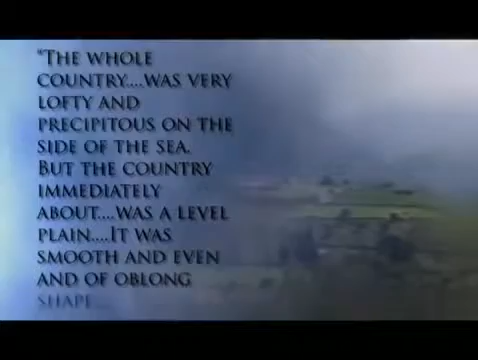 "THE WHOLE
COUNTRY....WAS VERY
LOFTY AND
PRECIPITOUS ON THE
SIDE OF THE SEA.
BUT THE COUNTRY
IMMEDIATELY
ABOUT....WAS A LEVEL
PLAIN....IT WAS
SMOOTH AND EVEN
AND OF OBLONG
SHAPE...